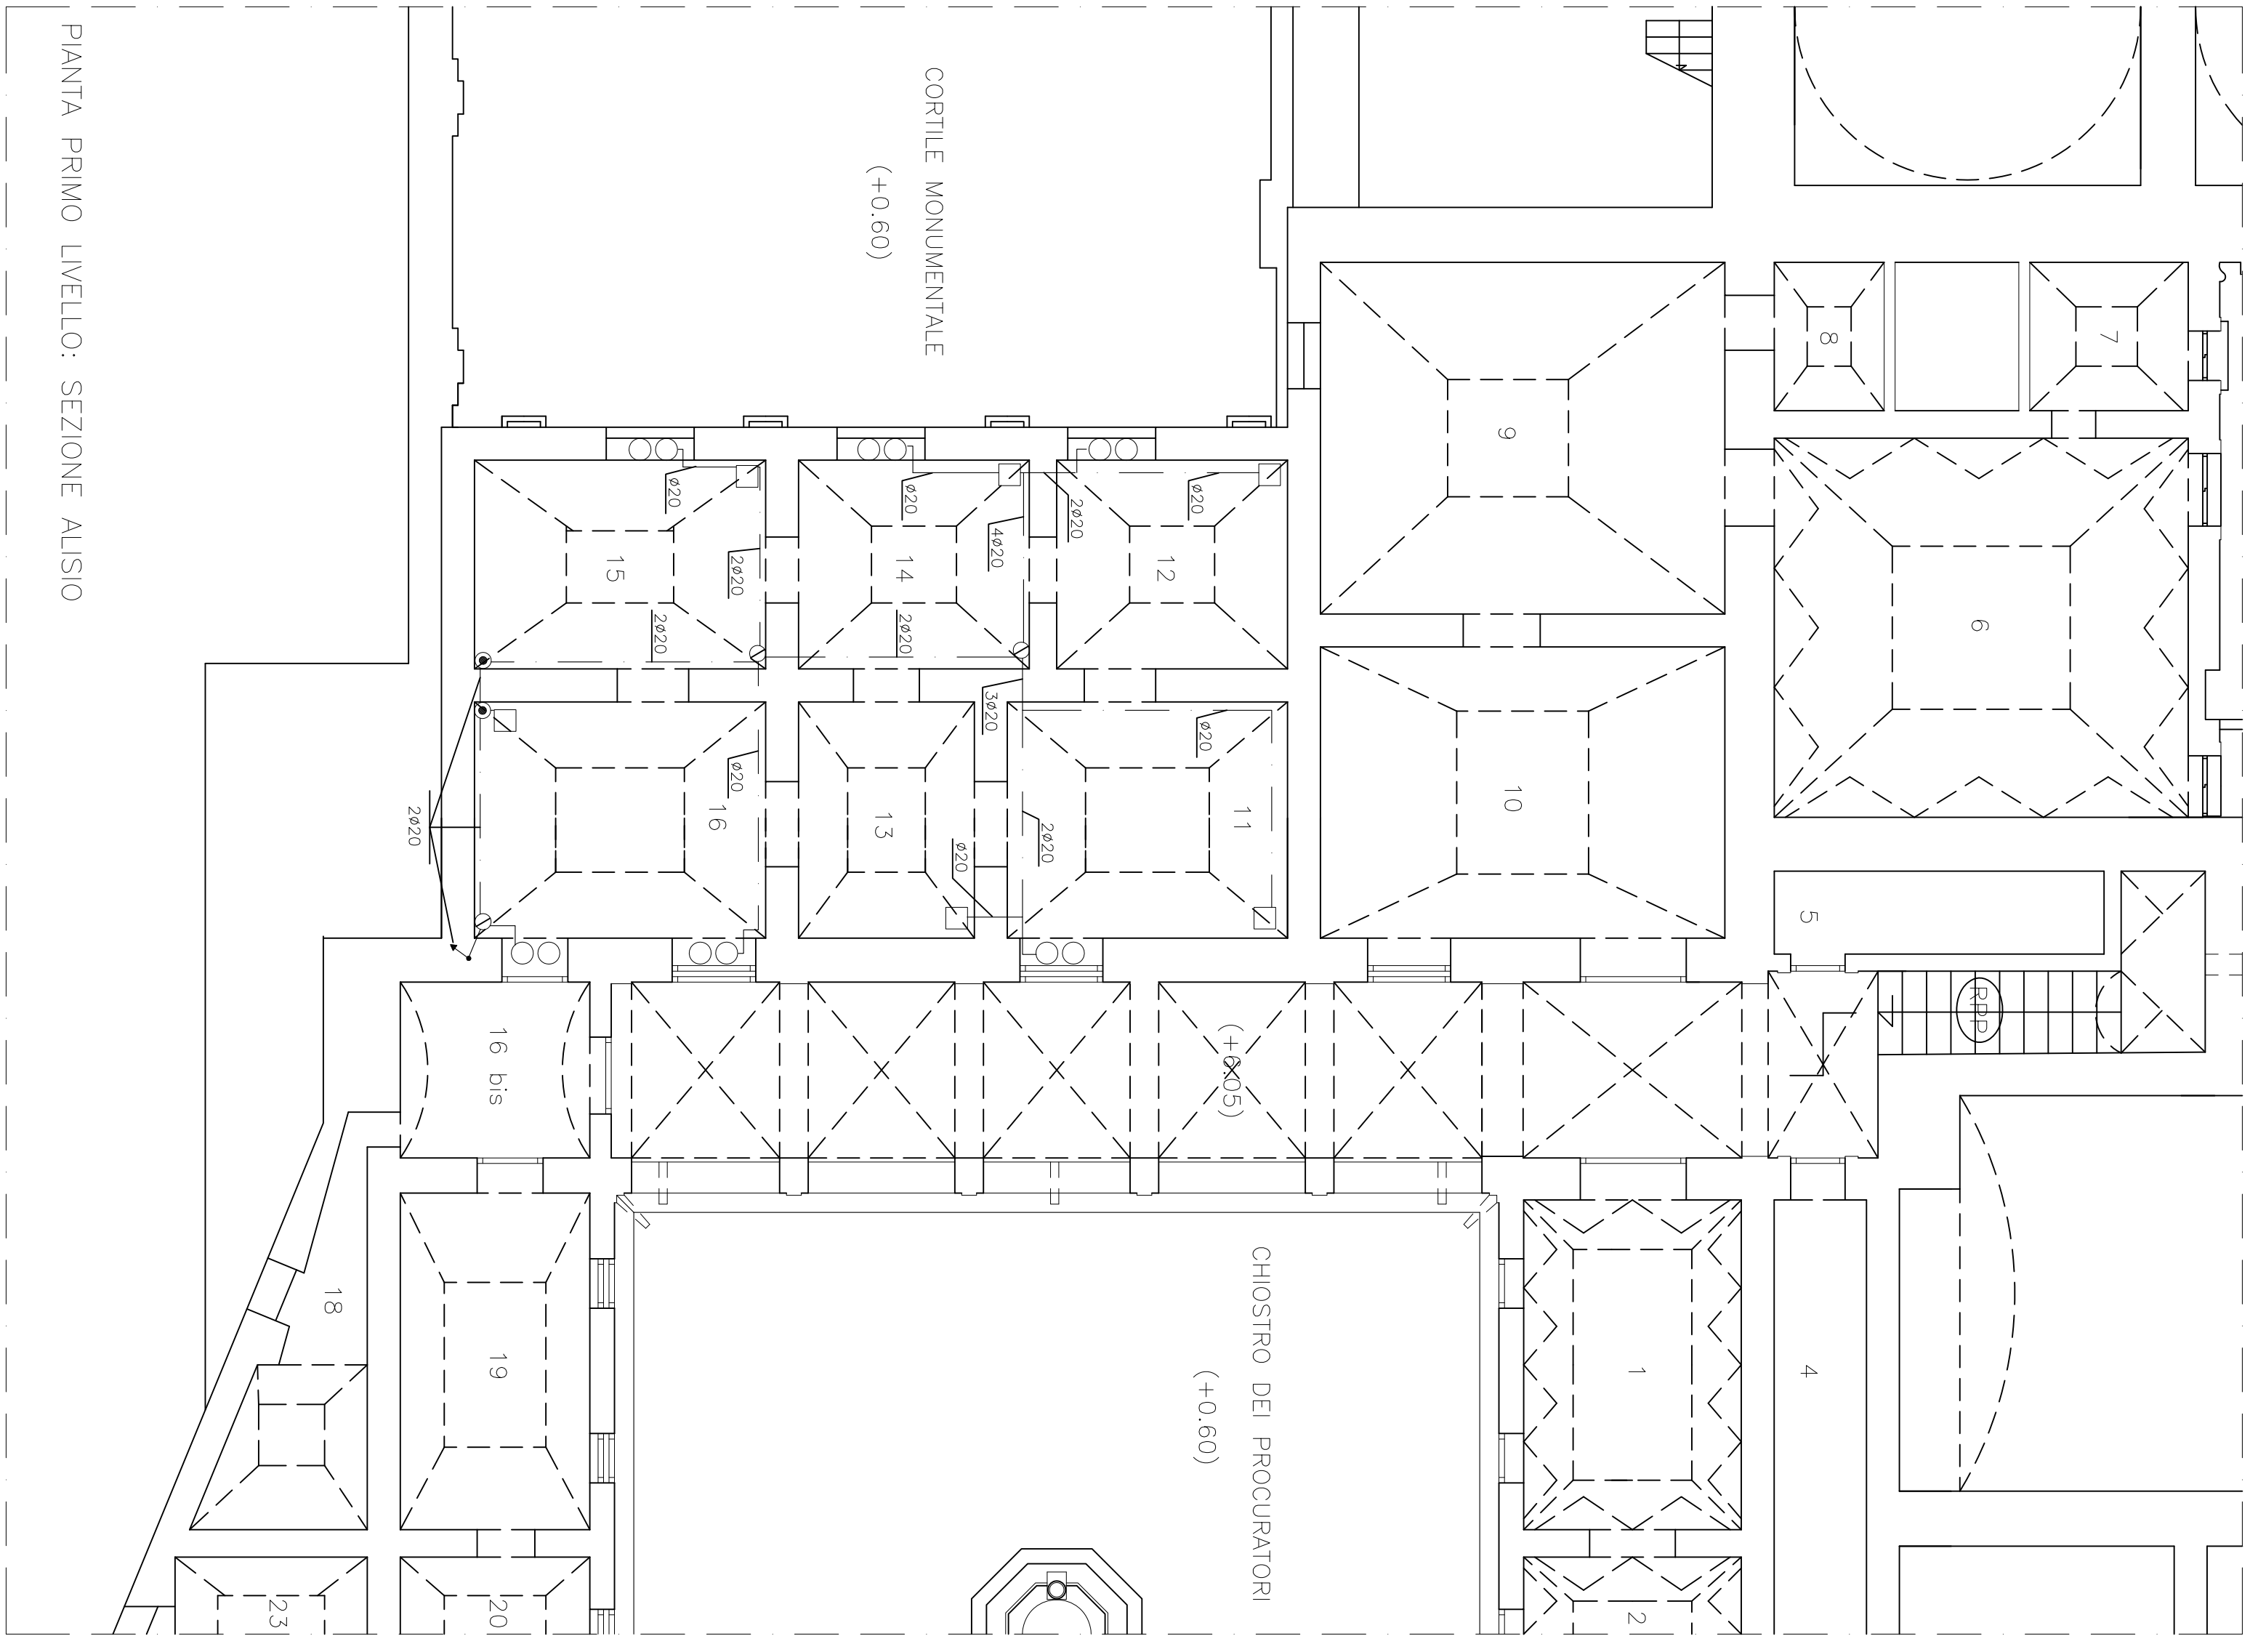 PIANTA PRIMO LIVELLO: SEZIONE ALISIO
CORTILE MONUMENTALE
(+0.60)
CHIOSTRO DEI PROCURATORI
(+0.60)
(+6.05)
7
8
9
6
10
5
RPP
12
14
15
11
13
16
16 bis
1
4
2
18
19
20
23
ø20
ø20
2ø20
ø20
4ø20
2ø20
2ø20
2ø20
3ø20
ø20
ø20
2ø20
ø20
2ø20